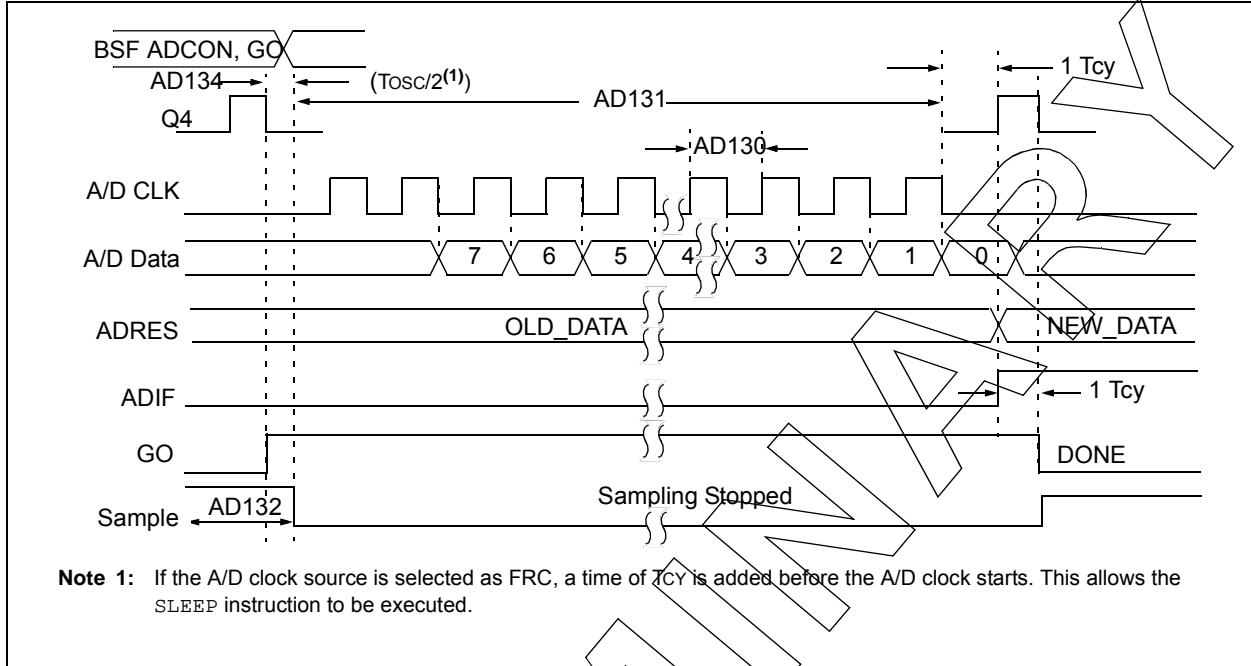 BSF ADCON, GO
AD134
(TOSC/2(1))
AD131
1 Tcy
Q4
AD130
A/D CLK
A/D Data
7 6 5 4 3 2 1 0
ADRES
OLD_DATA
NEW_DATA
ADIF
1 Tcy
GO
DONE
Sample
AD132
Sampling Stopped
Note 1: If the A/D clock source is selected as FRC, a time of TCY is added before the A/D clock starts. This allows the
SLEEP instruction to be executed.
I N A R Y